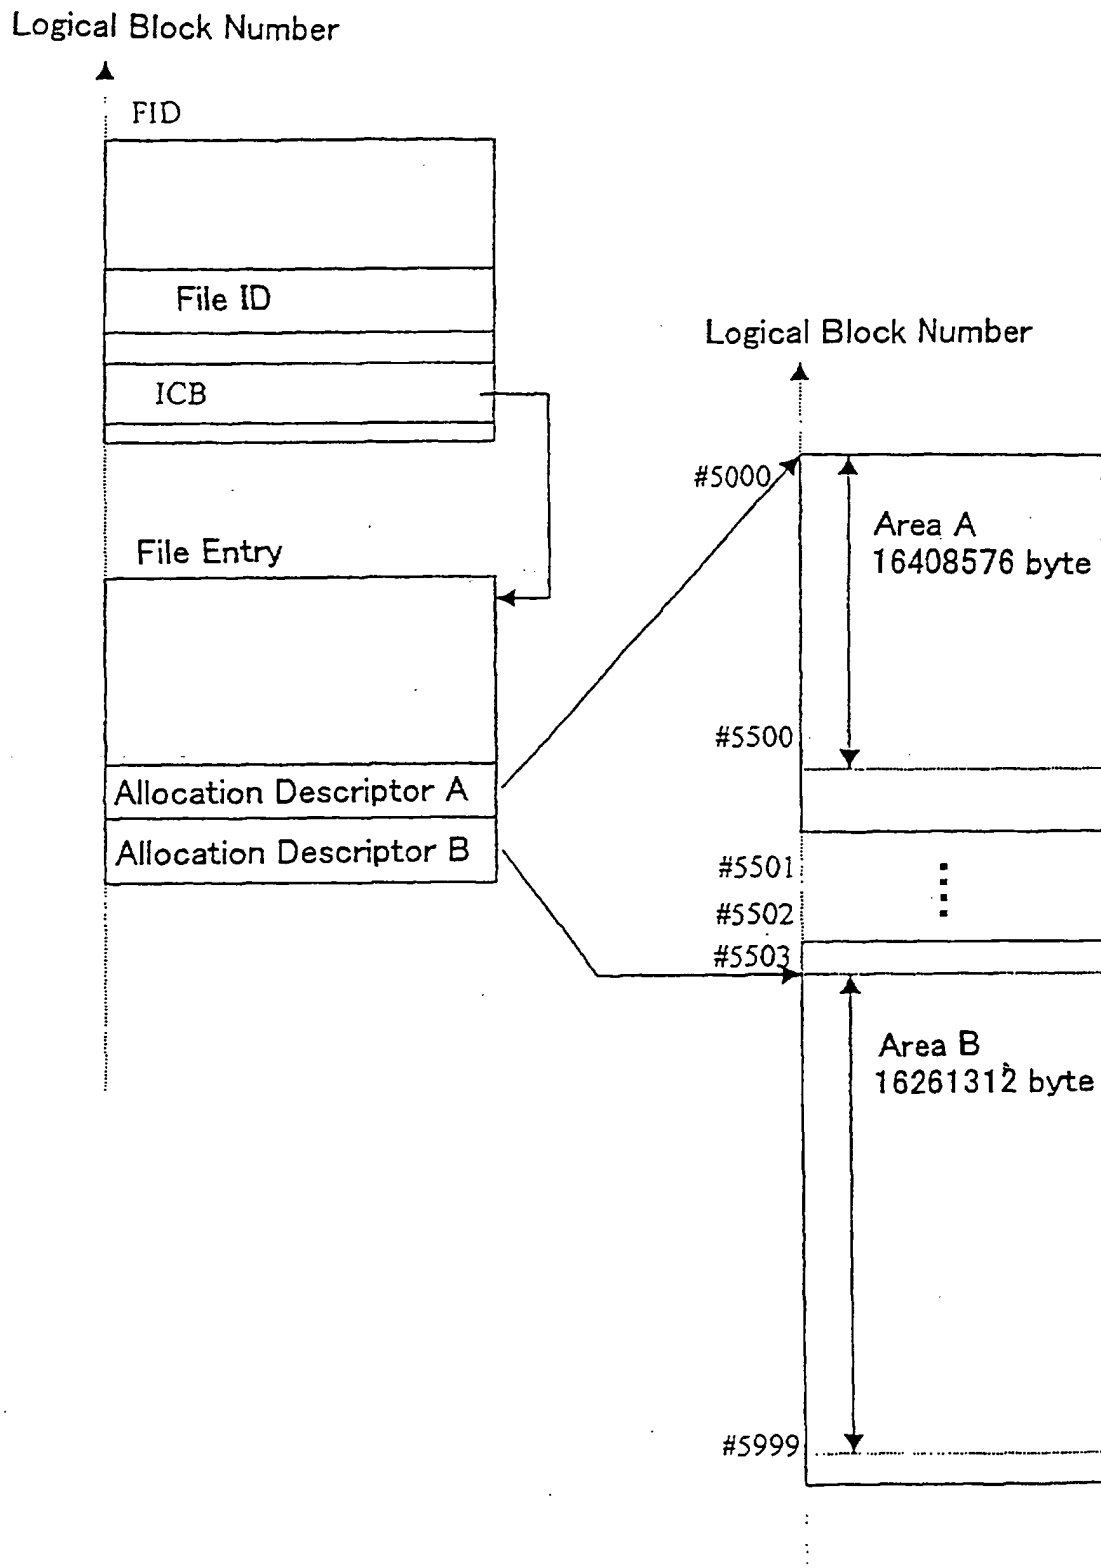 Logical Block Number
FID
File ID
ICB
File Entry
Allocation Descriptor A
Allocation Descriptor B
Logical Block Number
#5000
Area A
16408576 byte
#5500
#5501
#5502
#5503
Area B
16261312 byte
#5999